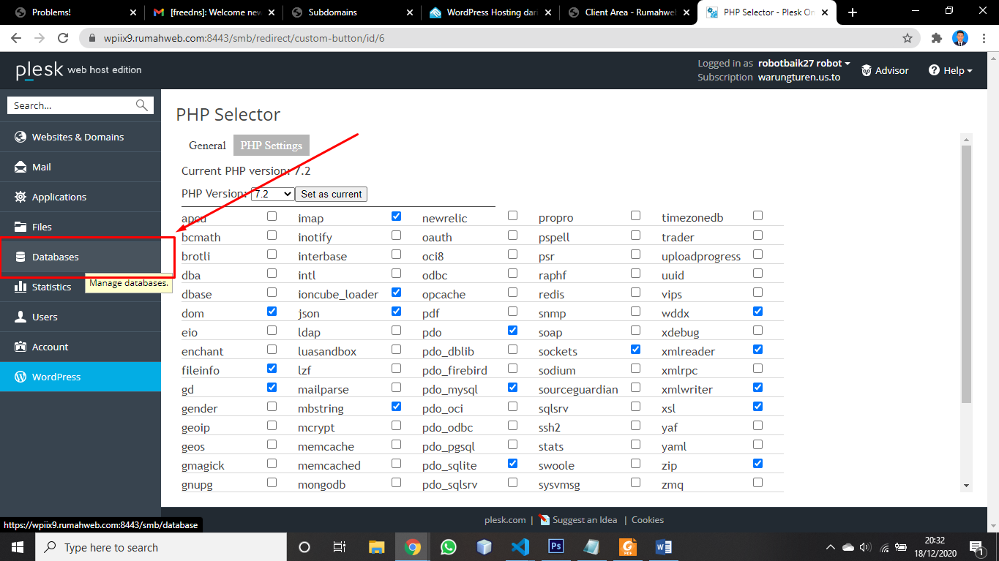 Problems!
[freedns]: Welcome new
Subdomains
WordPress Hosting dari
Client Area - Rumahweb
PHP Selector - Plesk On
wpiix9.rumahweb.com:8443/smb/redirect/custom-button/id/6
plesk web host edition
Logged in as robotbaik27 robot
Subscription warungturen.us.to
Advisor
Help
Search...
Websites & Domains
Mail
Applications
Files
Databases
Manage databases.
Statistics
Users
Account
WordPress
PHP Selector
General PHP Settings
Current PHP version: 7.2
PHP Version: 7.2 Set as current
apcu imap newrelic propro timezonedb
bcmath inotify oauth pspell trader
brotli interbase oci8 psr uploadprogress
dba intl odbc raphf uuid
dbase ioncube_loader opcache redis vips
dom json pdf snmp wddx
eio ldap pdo soap xdebug
enchant luasandbox pdo_dblib sockets xmlreader
fileinfo lzf pdo_firebird sodium xmlrpc
gd mailparse pdo_mysql sourceguardian xmlwriter
gender mbstring pdo_oci sqlsrv xsl
geoip mcrypt pdo_odbc ssh2 yaf
geos memcache pdo_pgsql stats yaml
gmagick memcached pdo_sqlite swoole zip
gnupg mongodb pdo_sqlsrv sysvmsg zmq
plesk.com | Suggest an Idea | Cookies
https://wpiix9.rumahweb.com:8443/smb/database
Type here to search
Ps
PDF
20:32
18/12/2020
1